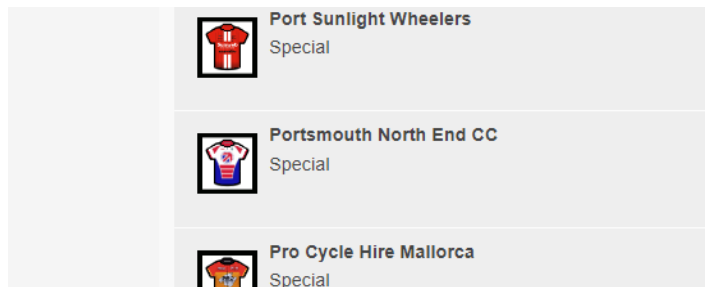 Port Sunlight Wheelers
Special
Portsmouth North End CC
Special
Pro Cycle Hire Mallorca
Special